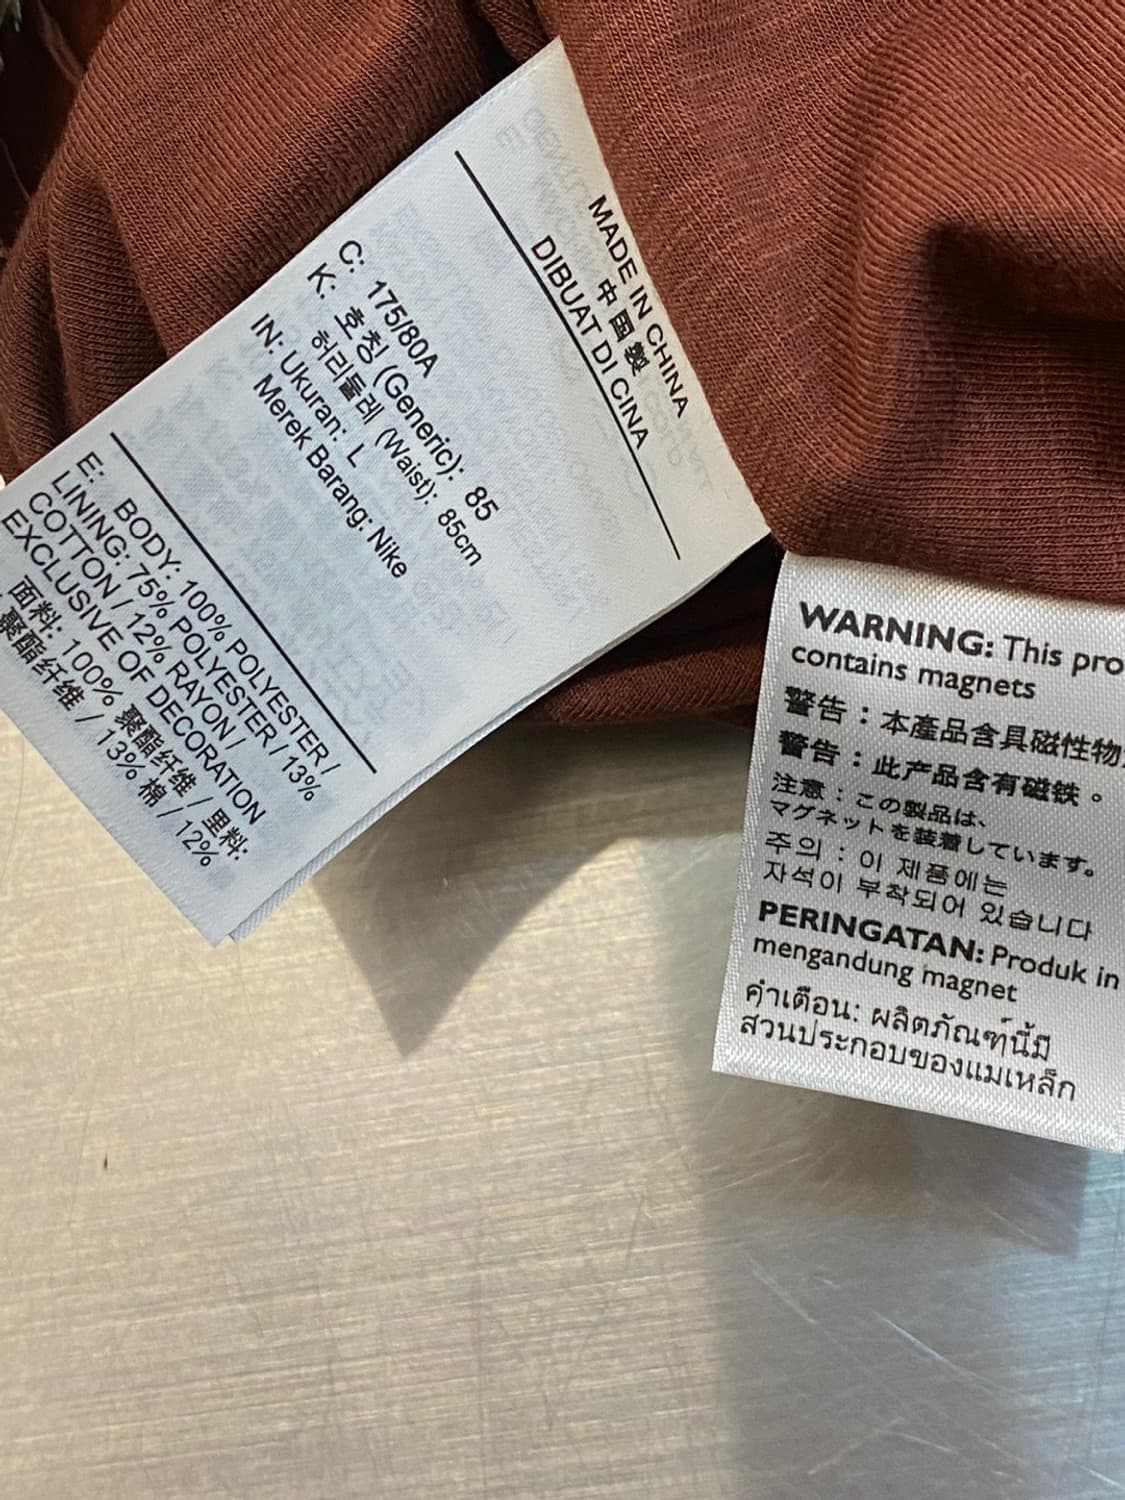 MADE IN CHINA
中國製
DIBUAT DI CINA
C: 175/80A
K: 호칭 (Generic): 85
허리둘레 (Waist): 85cm
IN: Ukuran: L
Merek Barang: Nike
E: BODY: 100% POLYESTER /
LINING: 75% POLYESTER / 13%
COTTON / 12% RAYON /
EXCLUSIVE OF DECORATION
面料: 100% 聚酯纤维 / 里料:
聚酯纤维 / 13% 棉 / 12%
WARNING: This pro
contains magnets
警告：本產品含具磁性物
警告：此产品含有磁铁。
注意：この製品は、
マグネットを装着しています。
주의 : 이 제품에는
자석이 부착되어 있습니다
PERINGATAN: Produk in
mengandung magnet
คำเตือน: ผลิตภัณฑ์นี้มี
ส่วนประกอบของแม่เหล็ก